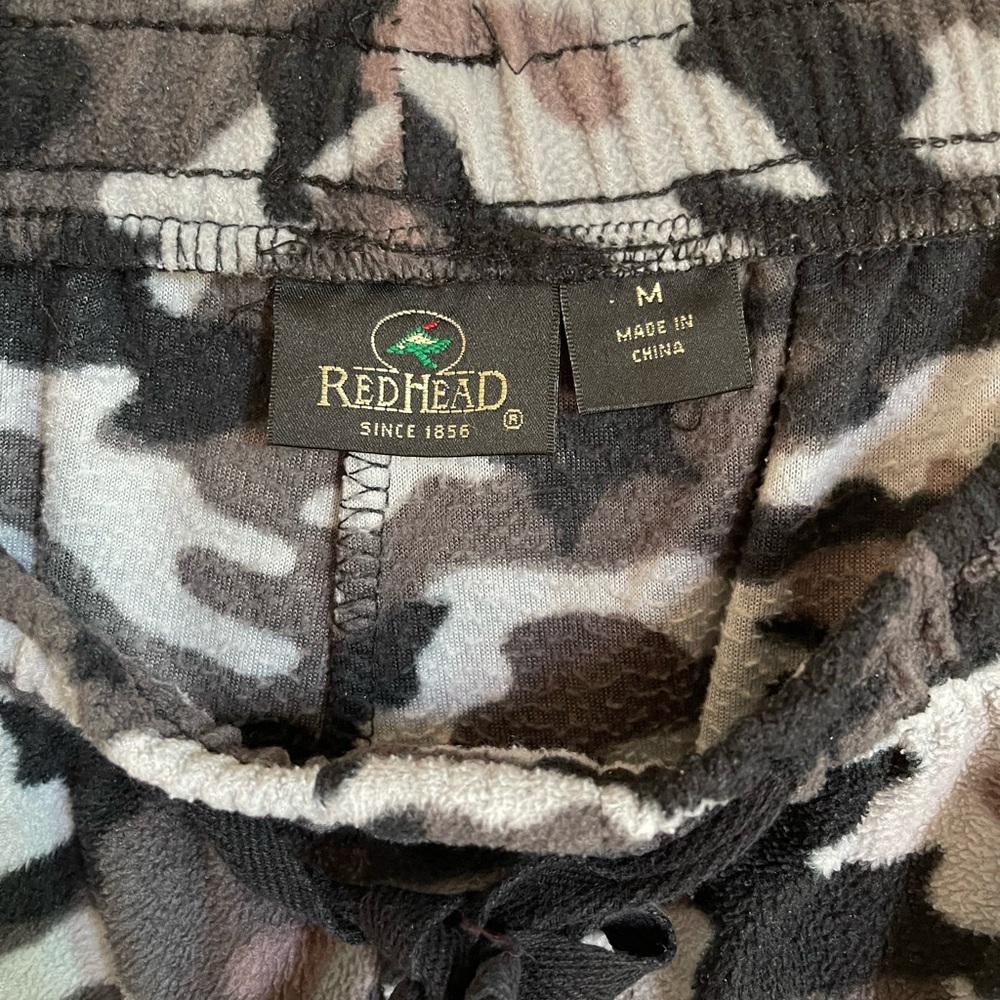 REDHEAD
SINCE 1856 ®
M
MADE IN
CHINA